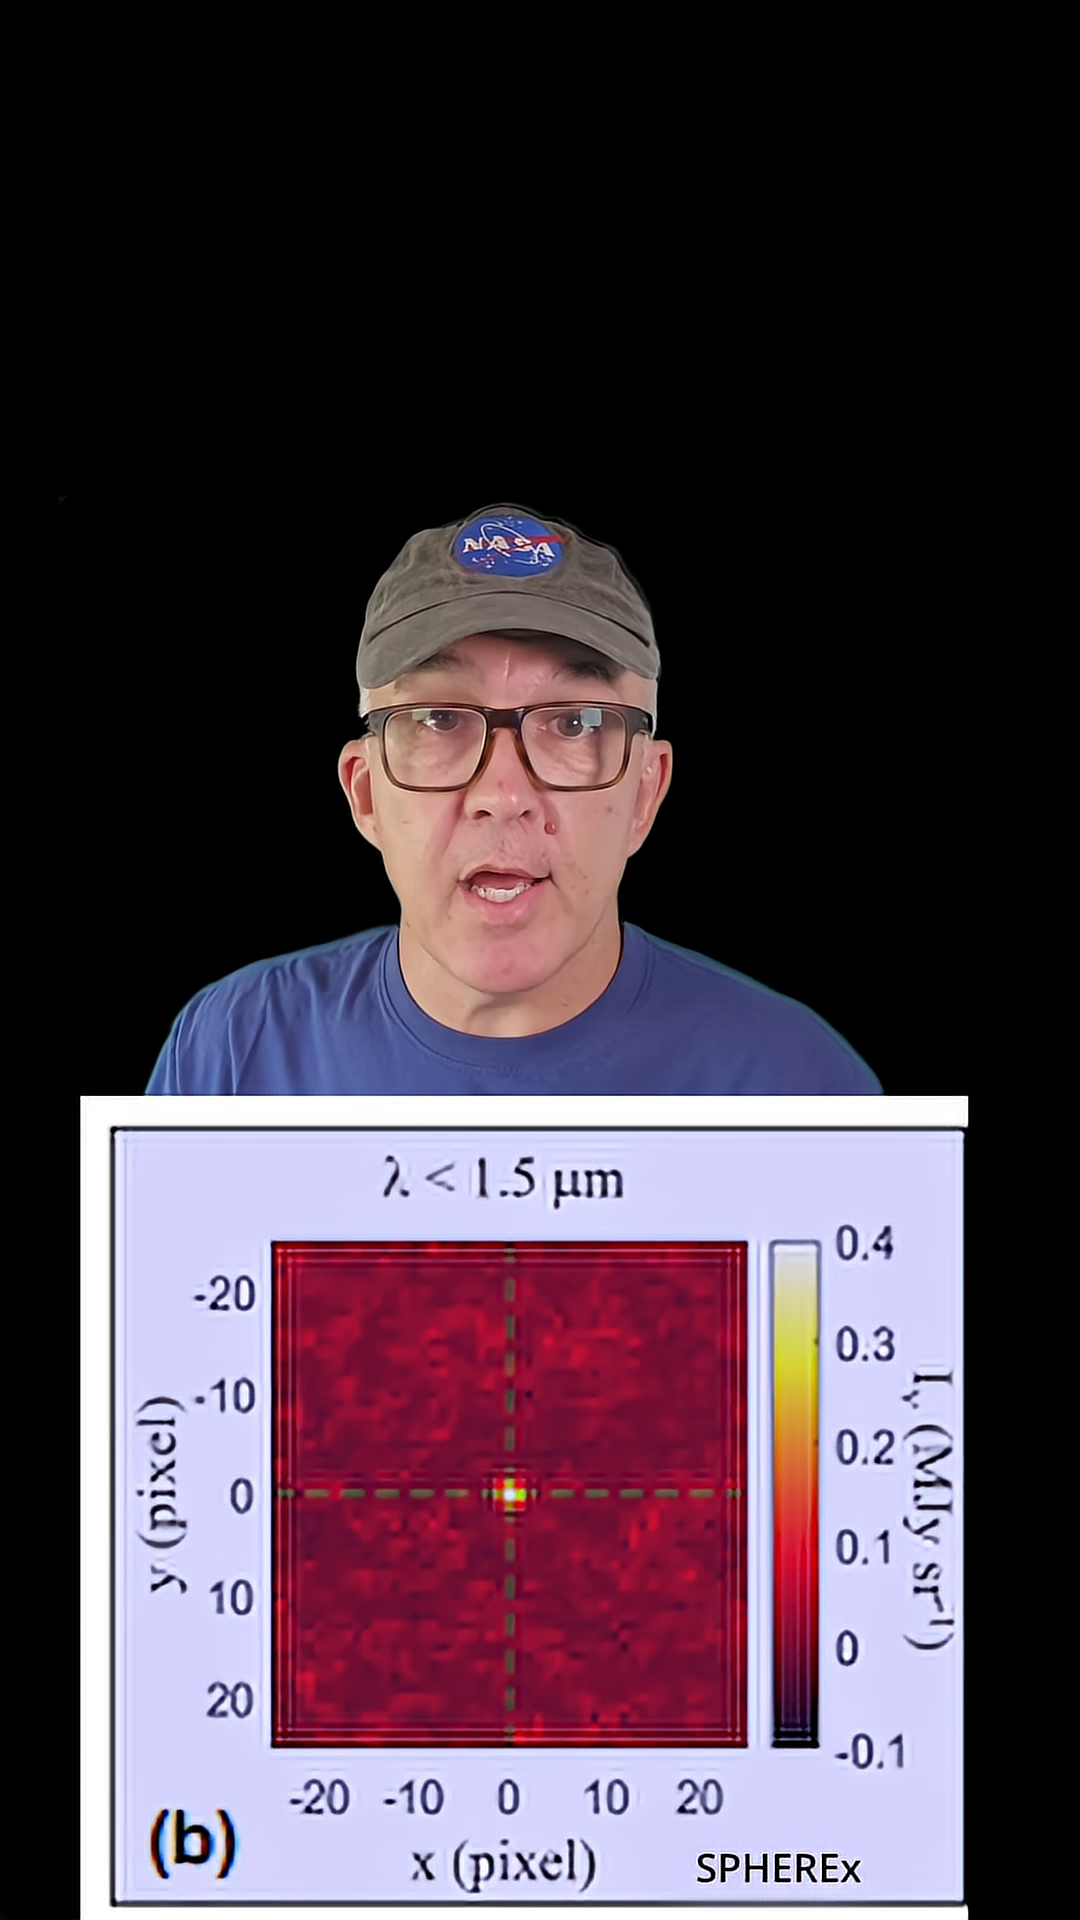 NASA
λ < 1.5 μm
0.4
0.3
0.2
0.1
0
-0.1
Iν (MJy sr⁻¹)
-20
-10
0
10
20
y (pixel)
-20 -10 0 10 20
x (pixel)
(b)
SPHEREx